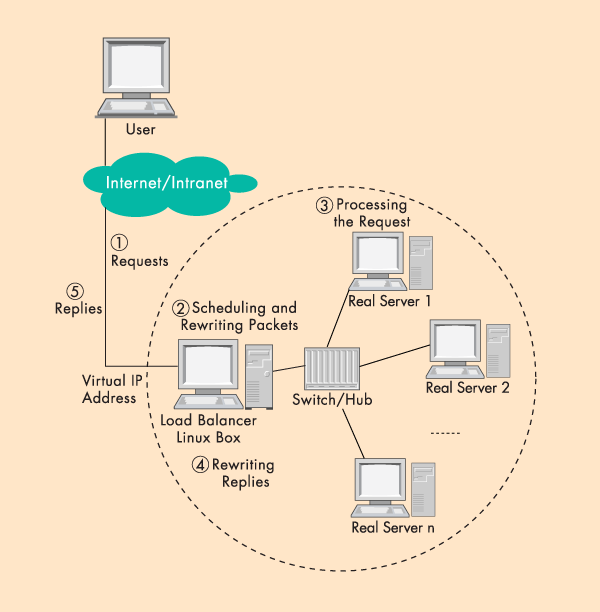 User
Internet/Intranet
③ Processing
the Request
① 
Requests
⑤
Replies
Real Server 1
② Scheduling and
Rewriting Packets
Virtual IP
Address
Real Server 2
Switch/Hub
Load Balancer
Linux Box
④ Rewriting
Replies
Real Server n